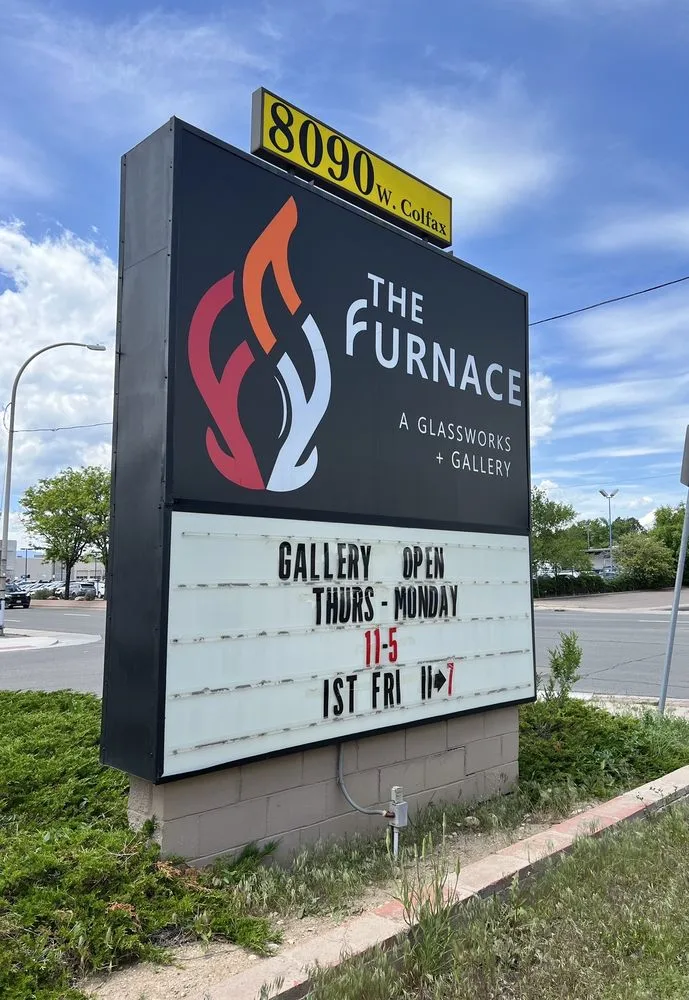 8090 W. Colfax
THE
FURNACE
A GLASSWORKS
+ GALLERY
GALLERY OPEN
THURS - MONDAY
11-5
1ST FRI 11→7